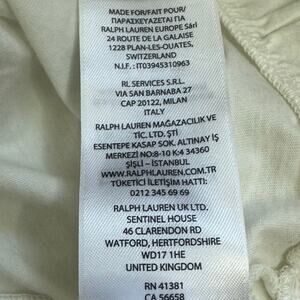 MADE FOR/FAIT POUR/
ΠΑΡΑΣΚΕΥΑΖΕΤΑΙ ΓΙΑ
RALPH LAUREN EUROPE Sàrl
24 ROUTE DE LA GALAISE
1228 PLAN-LES-OUATES,
SWITZERLAND
N.I.F. : IT03945310963
RL SERVICES S.R.L.
VIA SAN BARNABA 27
CAP 20122, MILAN
ITALY
RALPH LAUREN MAĞAZACILIK VE
TİC. LTD. ŞTİ
ESENTEPE KASAP SOK. ALTINAY İŞ
MERKEZİ NO:8-10 K:4 34360
ŞİŞLİ – İSTANBUL
WWW.RALPHLAUREN.COM.TR
TÜKETİCİ İLETİŞİM HATTI:
0212 345 69 69
RALPH LAUREN UK LTD.
SENTINEL HOUSE
46 CLARENDON RD
WATFORD, HERTFORDSHIRE
WD17 1HE
UNITED KINGDOM
RN 41381
CA 56658